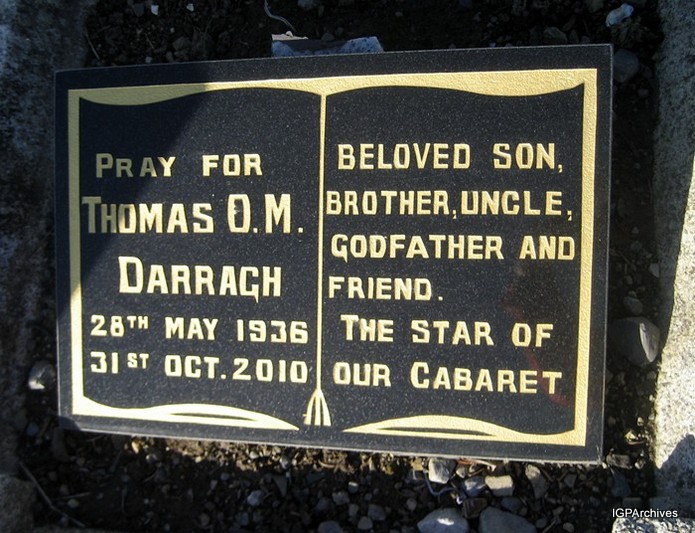 PRAY FOR
THOMAS O.M.
DARRAGH
28TH MAY 1936
31ST OCT. 2010
BELOVED SON,
BROTHER, UNCLE,
GODFATHER AND
FRIEND.
THE STAR OF
OUR CABARET
IGPArchives